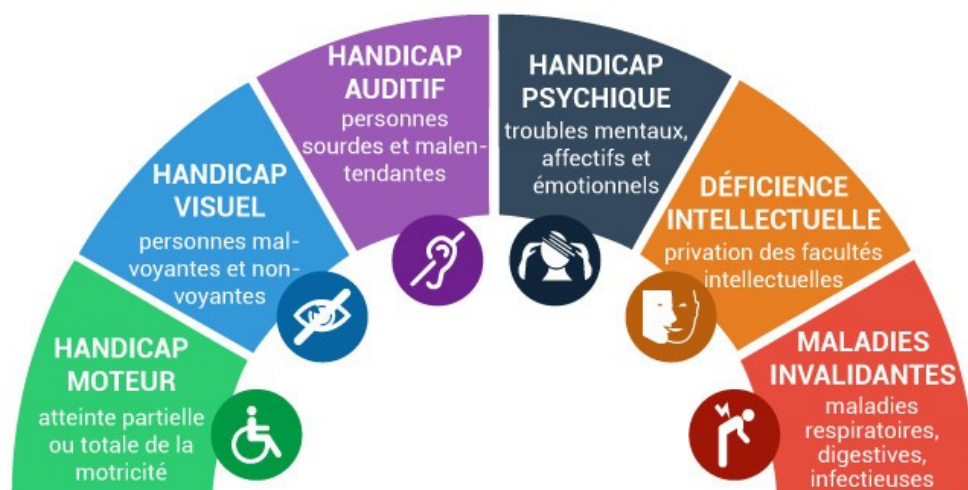 HANDICAP
MOTEUR
atteinte partielle
ou totale de la
motricité
HANDICAP
VISUEL
personnes mal-
voyantes et non-
voyantes
HANDICAP
AUDITIF
personnes
sourdes et malen-
tendantes
HANDICAP
PSYCHIQUE
troubles mentaux,
affectifs et
émotionnels
DÉFICIENCE
INTELLECTUELLE
privation des facultés
intellectuelles
MALADIES
INVALIDANTES
maladies
respiratoires,
digestives,
infectieuses